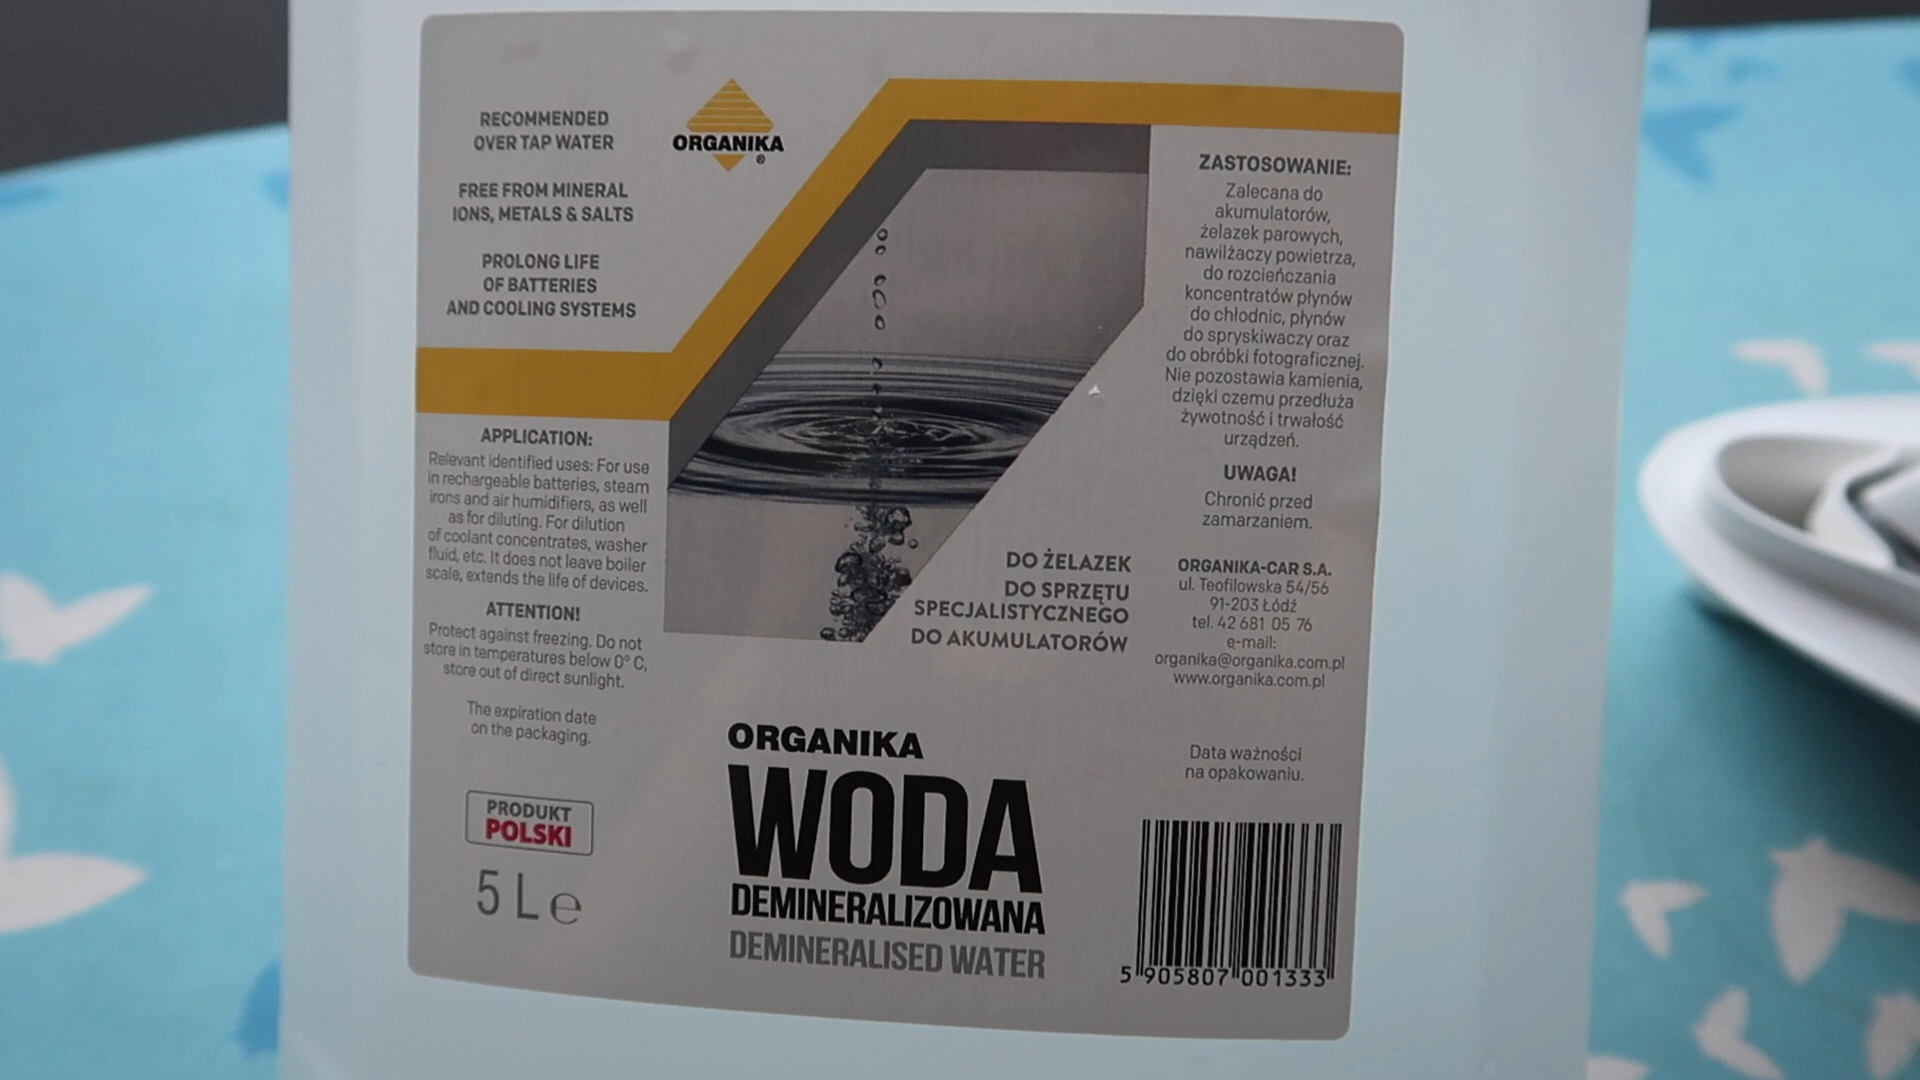 RECOMMENDED
OVER TAP WATER
FREE FROM MINERAL
IONS, METALS & SALTS
PROLONG LIFE
OF BATTERIES
AND COOLING SYSTEMS
ORGANIKA
®
APPLICATION:
Relevant identified uses: For use
in rechargeable batteries, steam
irons and air humidifiers, as well
as for diluting. For dilution
of coolant concentrates, washer
fluid, etc. It does not leave boiler
scale, extends the life of devices.
ATTENTION!
Protect against freezing. Do not
store in temperatures below 0° C,
store out of direct sunlight.
The expiration date
on the packaging.
PRODUKT
POLSKI
5 L e
DO ŻELAZEK
DO SPRZĘTU
SPECJALISTYCZNEGO
DO AKUMULATORÓW
ORGANIKA
WODA
DEMINERALIZOWANA
DEMINERALISED WATER
ZASTOSOWANIE:
Zalecana do
akumulatorów,
żelazek parowych,
nawilżaczy powietrza,
do rozcieńczania
koncentratów płynów
do chłodnic, płynów
do spryskiwaczy oraz
do obróbki fotograficznej.
Nie pozostawia kamienia,
dzięki czemu przedłuża
żywotność i trwałość
urządzeń.
UWAGA!
Chronić przed
zamarzaniem.
ORGANIKA-CAR S.A.
ul. Teofilowska 54/56
91-203 Łódź
tel. 42 681 05 76
e-mail:
organika@organika.com.pl
www.organika.com.pl
Data ważności
na opakowaniu.
5 905807 001333